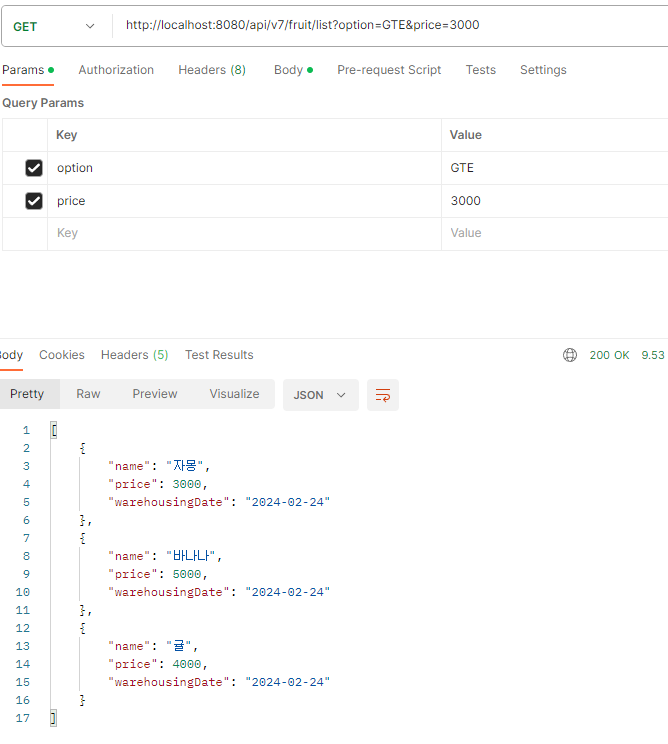 GET http://localhost:8080/api/v7/fruit/list?option=GTE&price=3000
Params Authorization Headers (8) Body Pre-request Script Tests Settings
Query Params
Key Value
option GTE
price 3000
Key Value
Body Cookies Headers (5) Test Results 200 OK 9.53
Pretty Raw Preview Visualize JSON
1 [
2 {
3 "name": "자몽",
4 "price": 3000,
5 "warehousingDate": "2024-02-24"
6 },
7 {
8 "name": "바나나",
9 "price": 5000,
10 "warehousingDate": "2024-02-24"
11 },
12 {
13 "name": "귤",
14 "price": 4000,
15 "warehousingDate": "2024-02-24"
16 }
17 ]